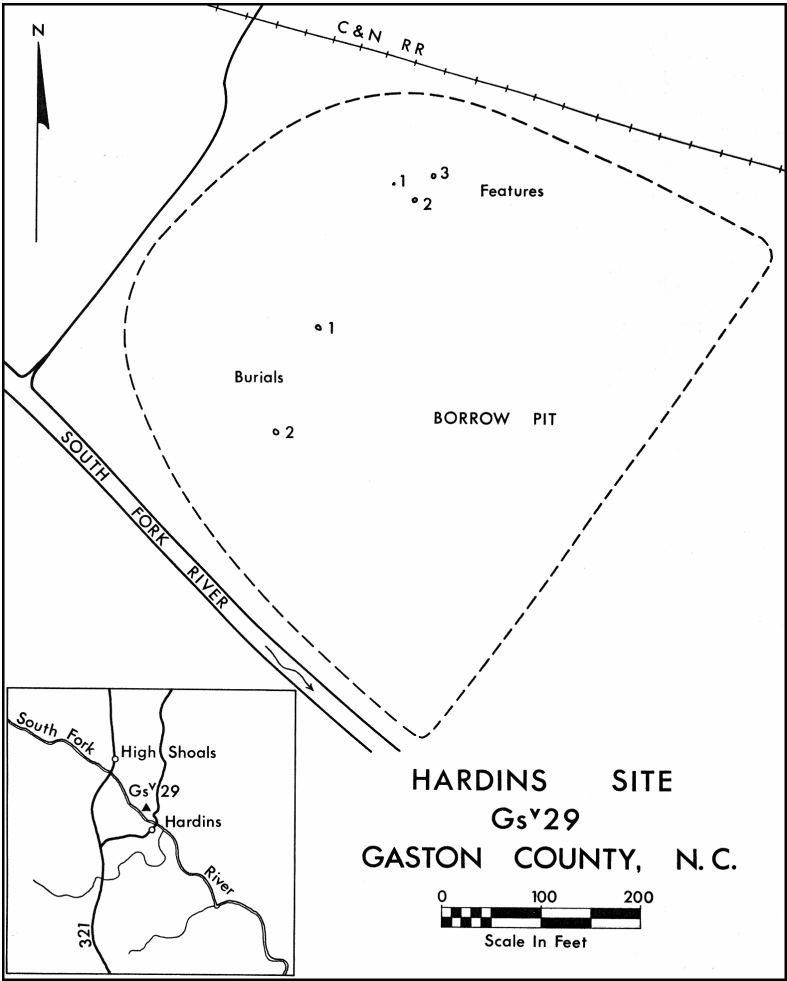 N
C & N RR
1
3
2
Features
1
Burials
2
BORROW PIT
SOUTH FORK RIVER
South Fork
High Shoals
Gsv29
Hardins
River
321
HARDINS SITE
Gsv29
GASTON COUNTY, N. C.
0 100 200
Scale In Feet